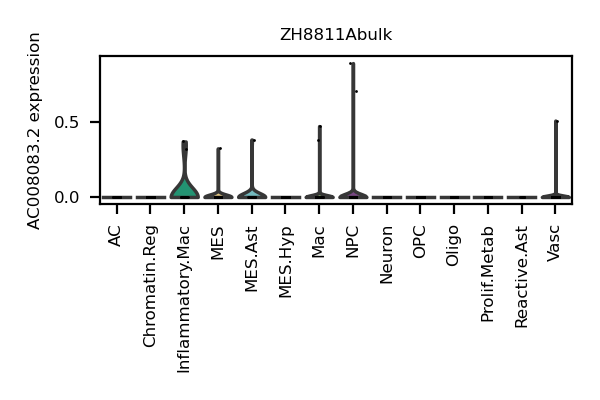 ZH8811Abulk
AC008083.2 expression
0.5
0.0
AC
Chromatin.Reg
Inflammatory.Mac
MES
MES.Ast
MES.Hyp
Mac
NPC
Neuron
OPC
Oligo
Prolif.Metab
Reactive.Ast
Vasc